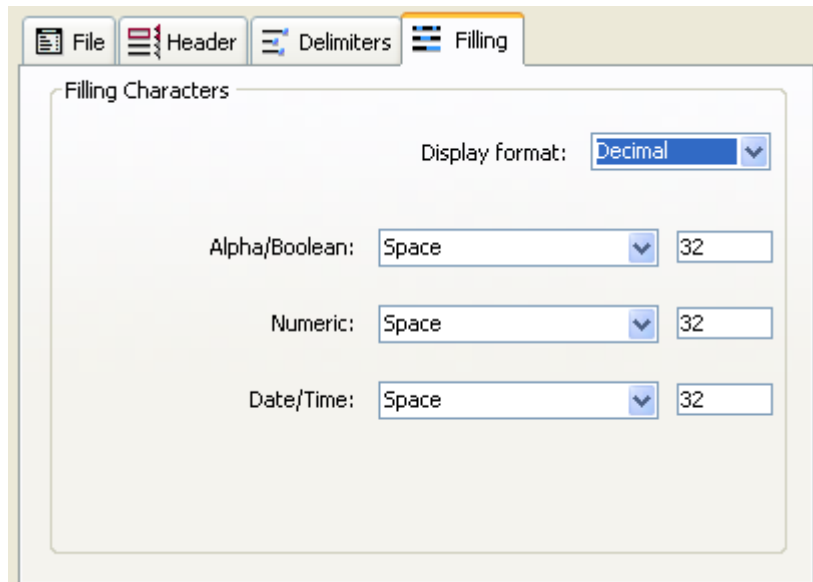 File Header Delimiters Filling
Filling Characters
Display format: Decimal
Alpha/Boolean: Space 32
Numeric: Space 32
Date/Time: Space 32